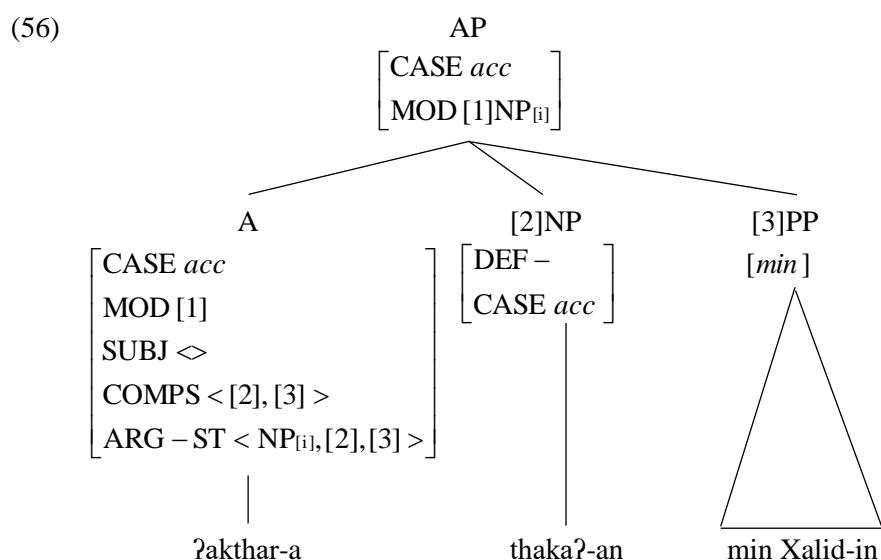 (56) AP
CASE acc
MOD [1]NP[i]
A [2]NP [3]PP
CASE acc DEF – [min]
MOD [1] CASE acc
SUBJ <>
COMPS < [2], [3] >
ARG – ST < NP[i], [2], [3] >
ʔakthar-a thakaʔ-an min Xalid-in